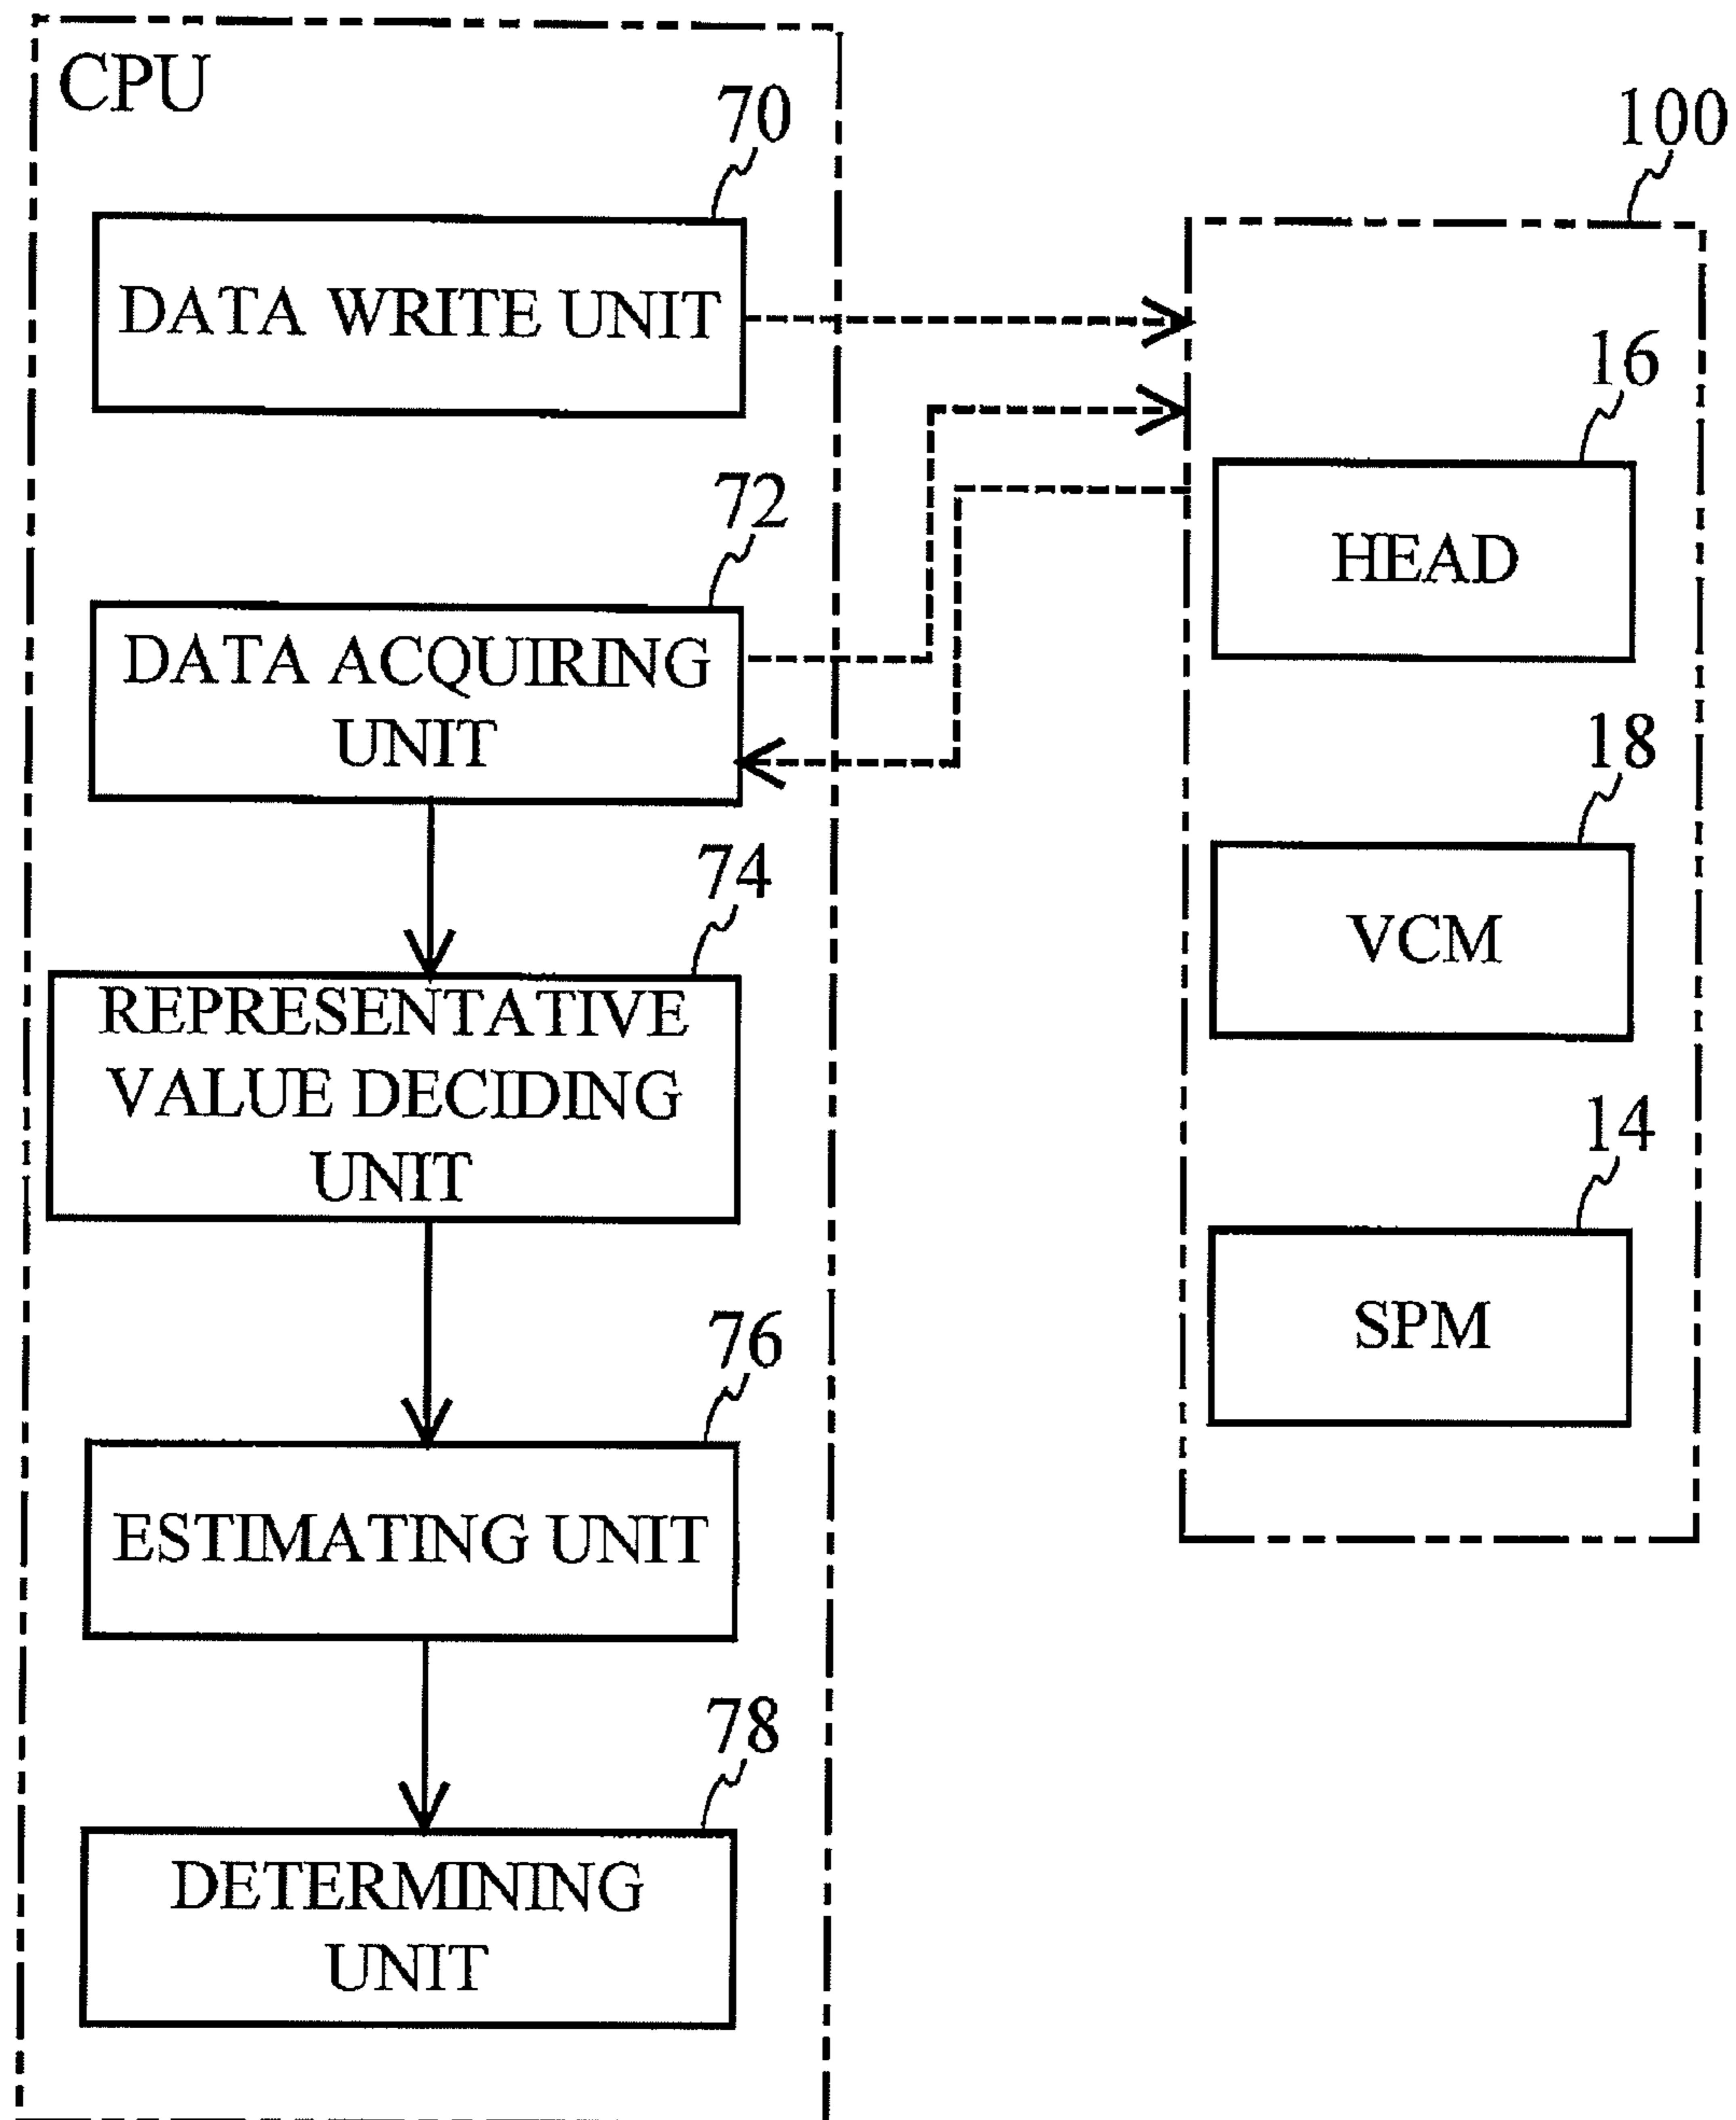 CPU
70
DATA WRITE UNIT
72
DATA ACQUIRING
UNIT
74
REPRESENTATIVE
VALUE DECIDING
UNIT
76
ESTIMATING UNIT
78
DETERMINING
UNIT
100
16
HEAD
18
VCM
14
SPM